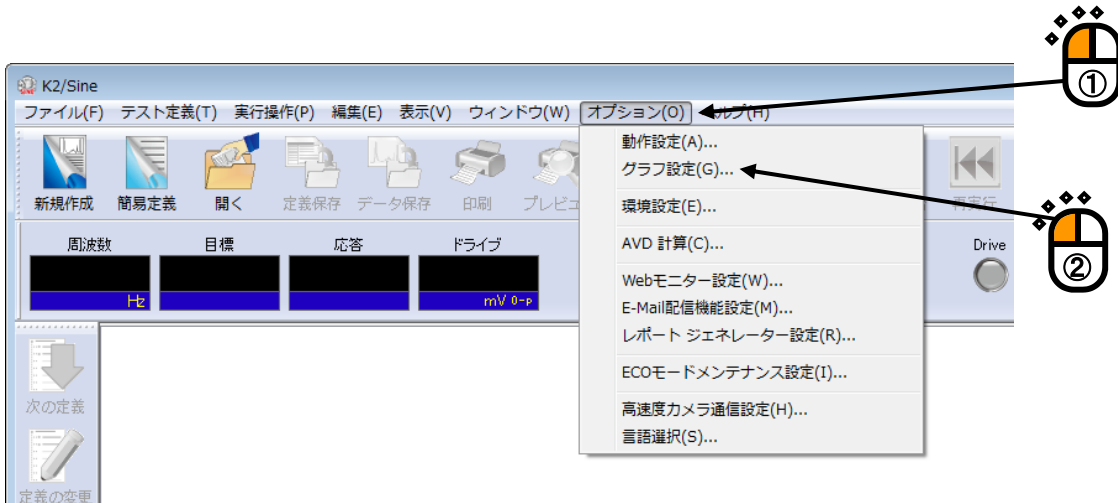 ①
K2/Sine
ファイル(F) テスト定義(T) 実行操作(P) 編集(E) 表示(V) ウィンドウ(W) オプション(O) ヘルプ(H)
新規作成 簡易定義 開く 定義保存 データ保存 印刷 プレビュ 再実行
動作設定(A)...
グラフ設定(G)...
環境設定(E)...
AVD 計算(C)...
Webモニター設定(W)...
E-Mail配信機能設定(M)...
レポート ジェネレーター設定(R)...
ECOモードメンテナンス設定(I)...
高速度カメラ通信設定(H)...
言語選択(S)...
②
周波数 目標 応答 ドライブ Drive
Hz mV 0-P
次の定義
定義の変更